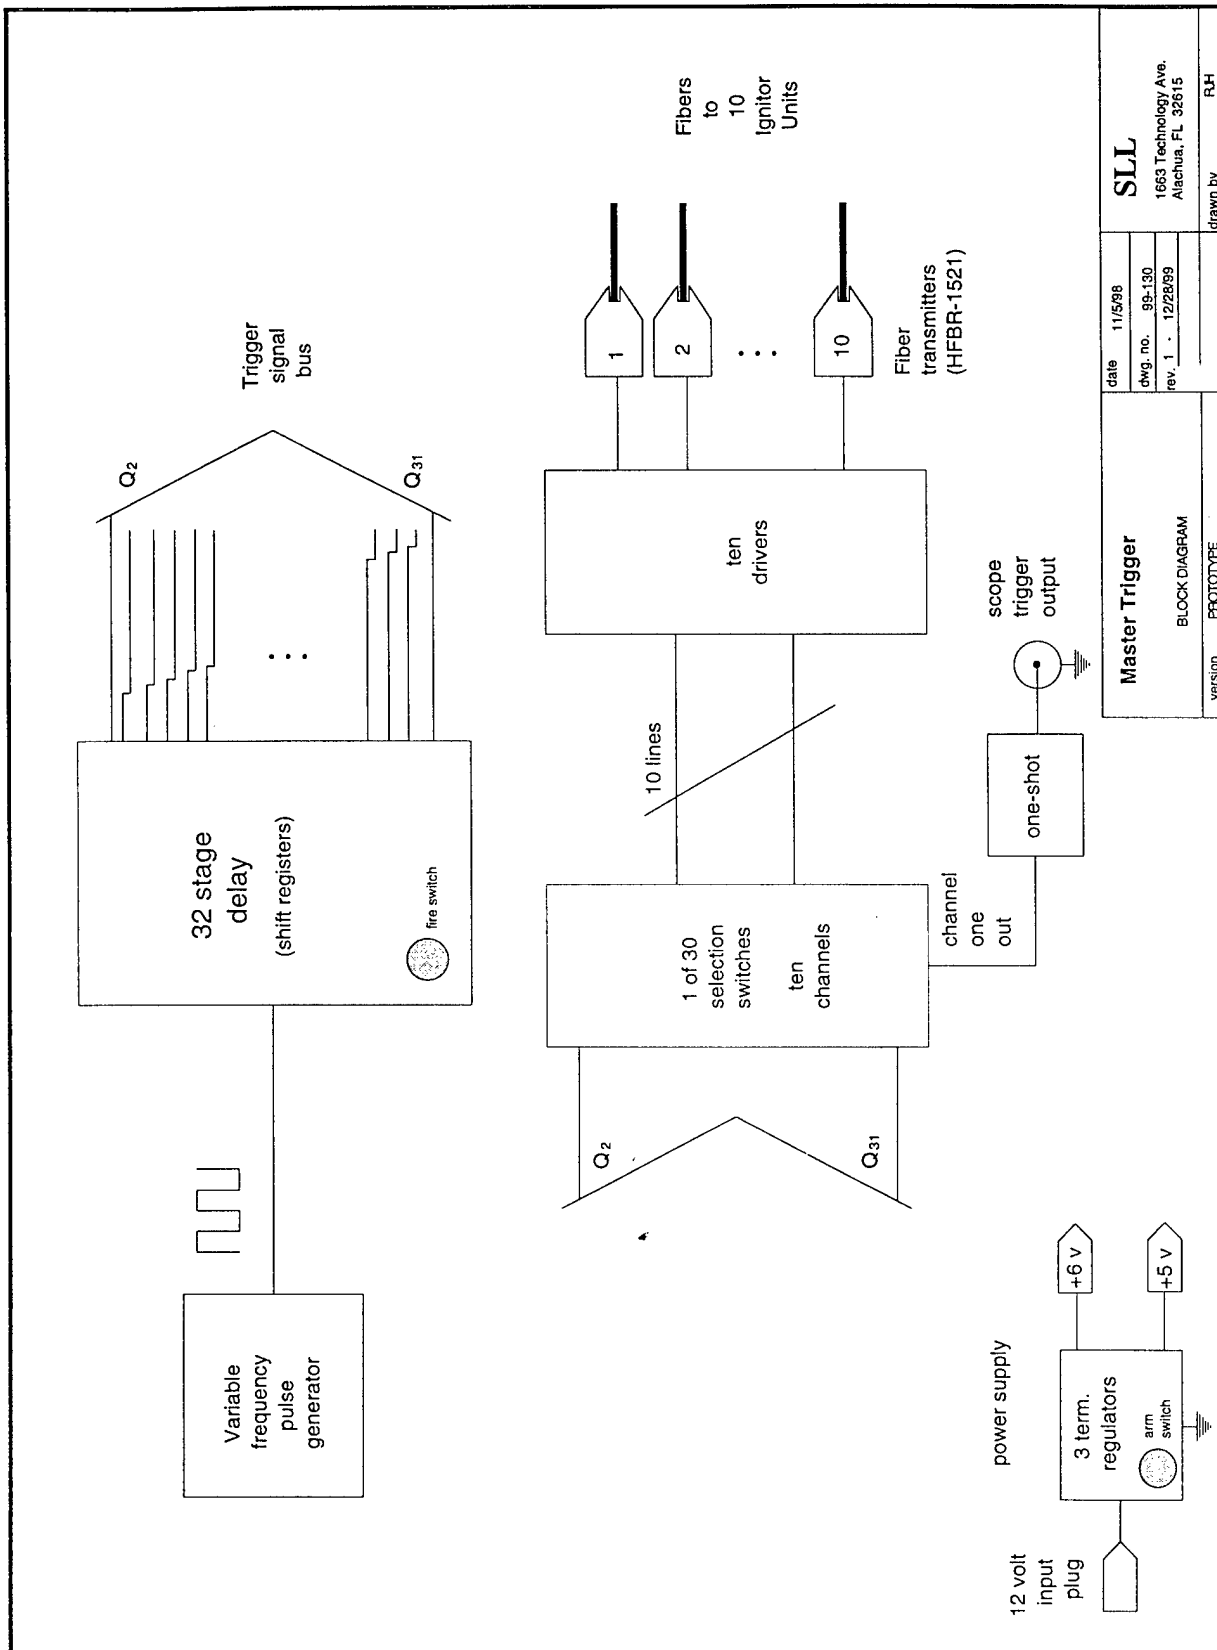 Variable
frequency
pulse
generator
32 stage
delay
(shift registers)
fire switch
Q2
Q31
Trigger
signal
bus
Q2
Q31
1 of 30
selection
switches
ten
channels
10 lines
ten
drivers
1
2
10
Fiber
transmitters
(HFBR-1521)
Fibers
to
10
Ignitor
Units
channel
one
out
one-shot
scope
trigger
output
power supply
12 volt
input
plug
3 term.
regulators
arm
switch
+6 v
+5 v
Master Trigger
BLOCK DIAGRAM
version PROTOTYPE
date 11/5/98
dwg. no. 99-130
rev. 1 - 12/28/99
SLL
1663 Technology Ave.
Alachua, FL 32615
drawn by RJH